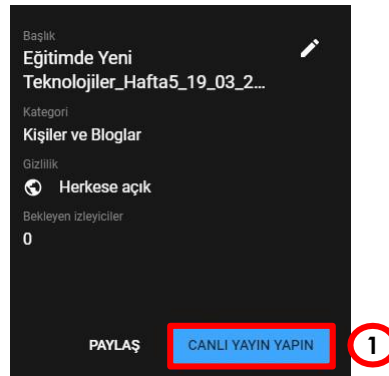 Başlık
Eğitimde Yeni
Teknolojiler_Hafta5_19_03_2...
Kategori
Kişiler ve Bloglar
Gizlilik
Herkese açık
Bekleyen izleyiciler
0
PAYLAŞ
CANLI YAYIN YAPIN
1